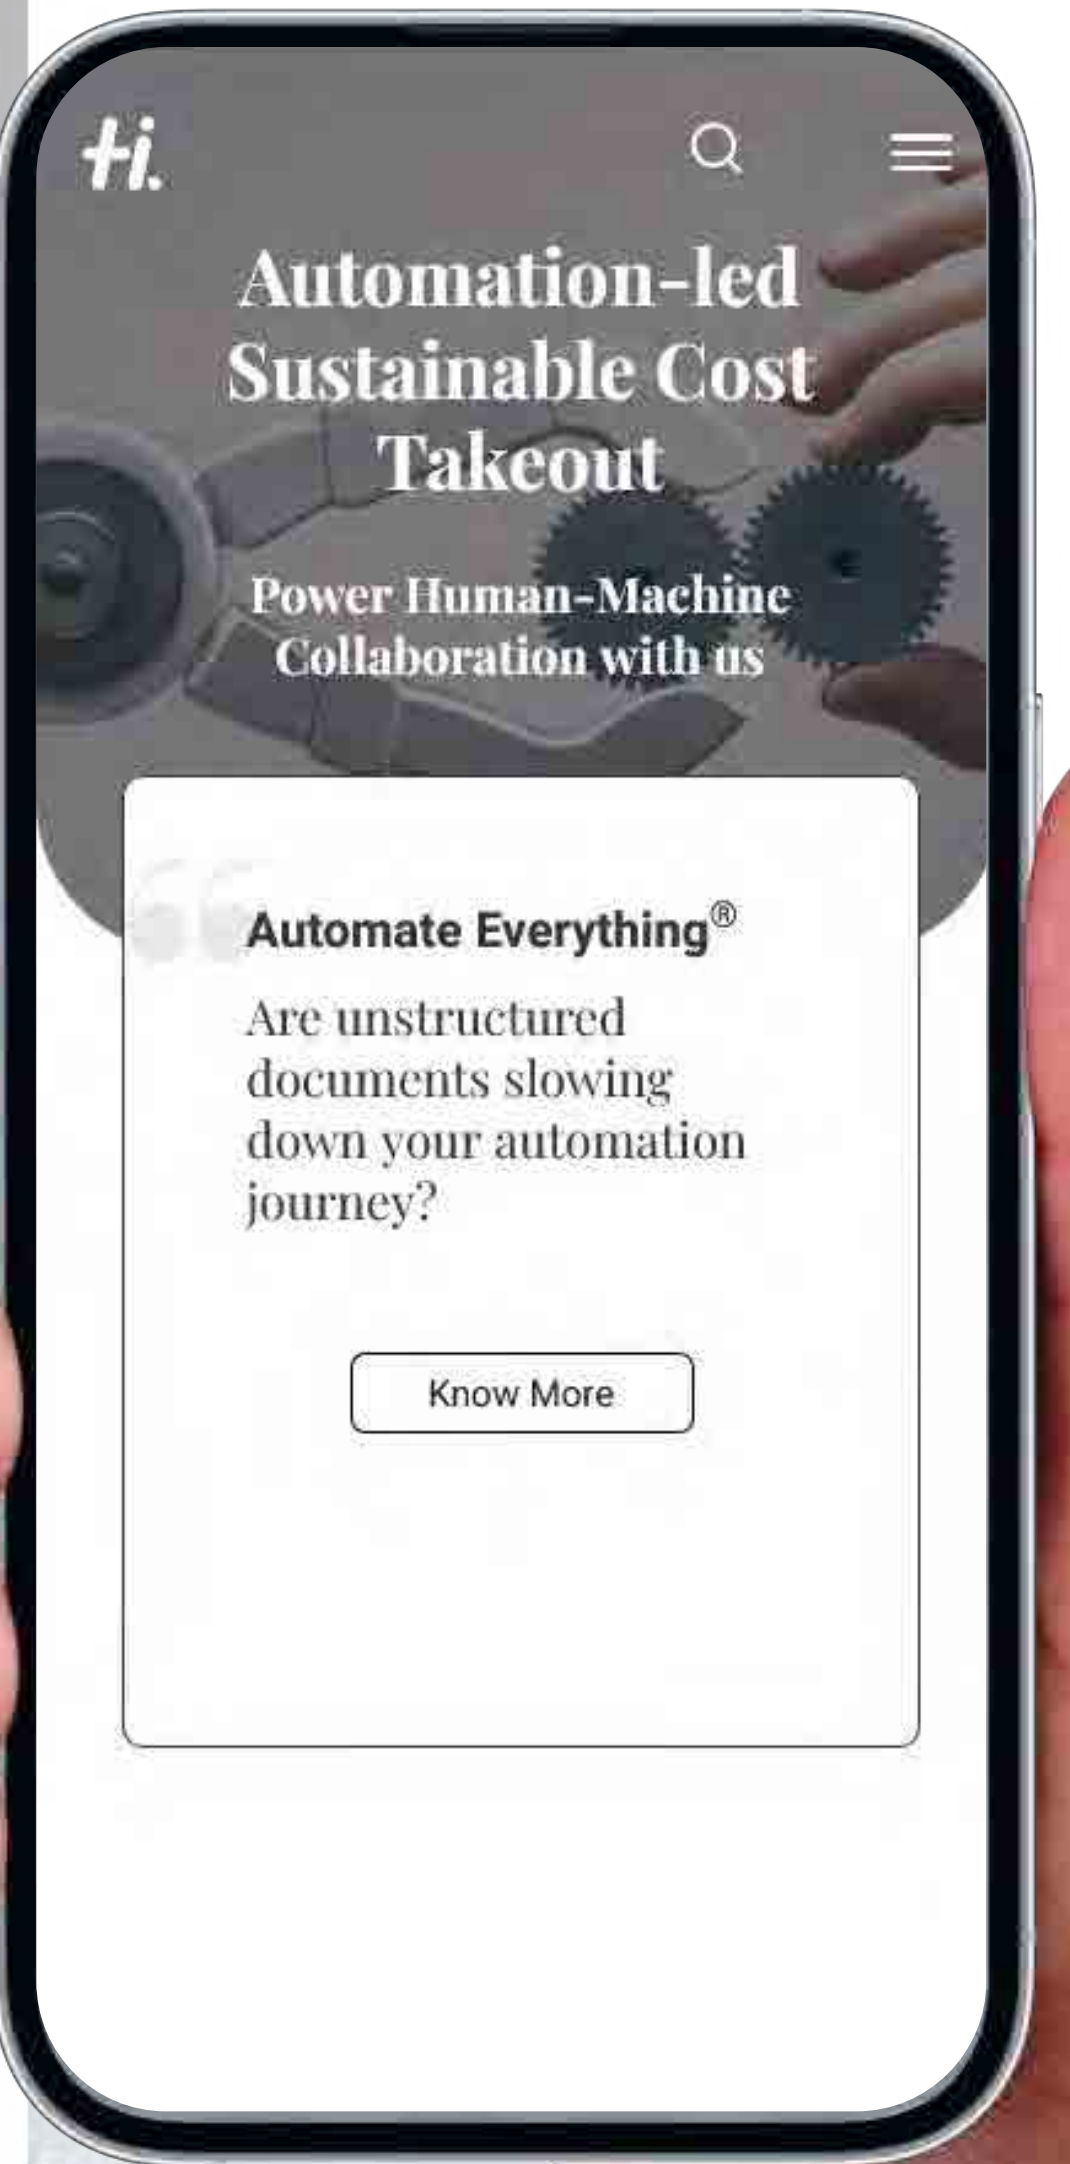 Hi.
Automation-led
Sustainable Cost
Takeout
Power Human-Machine
Collaboration with us
Automate Everything®
Are unstructured
documents slowing
down your automation
journey?
Know More